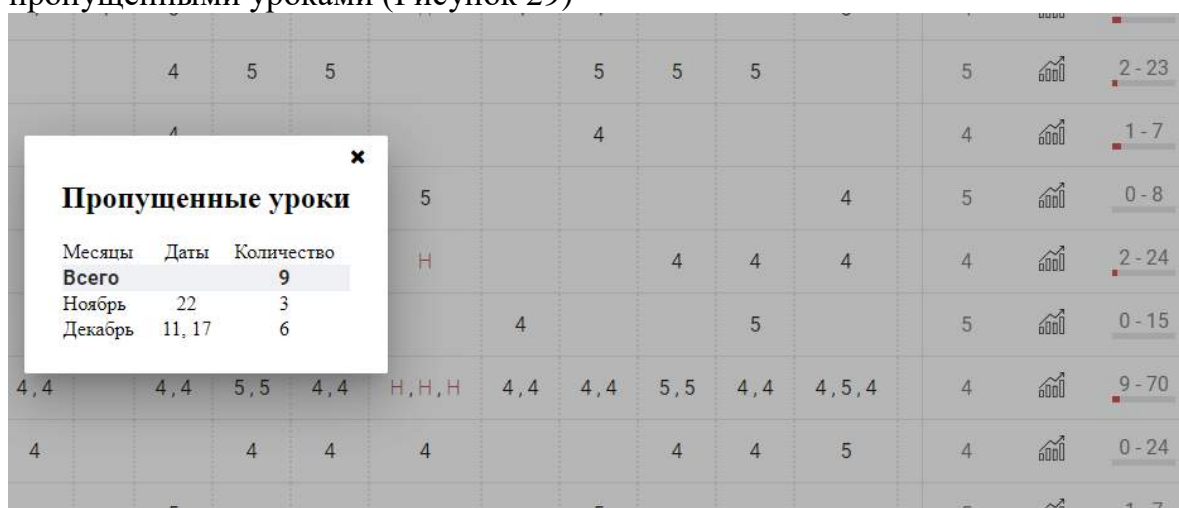 пропущенными уроками (Рисунок 29)
4 5 5 5 5 5 5 2 - 23
4 4 4 1 - 7
×
Пропущенные уроки
5 4 5 0 - 8
Месяцы Даты Количество
Н 4 4 4 4 2 - 24
Всего 9
Ноябрь 22 3
Декабрь 11, 17 6
4 5 5 0 - 15
4,4 4,4 5,5 4,4 Н,Н,Н 4,4 4,4 5,5 4,4 4,5,4 4 9 - 70
4 4 4 4 4 4 5 4 0 - 24